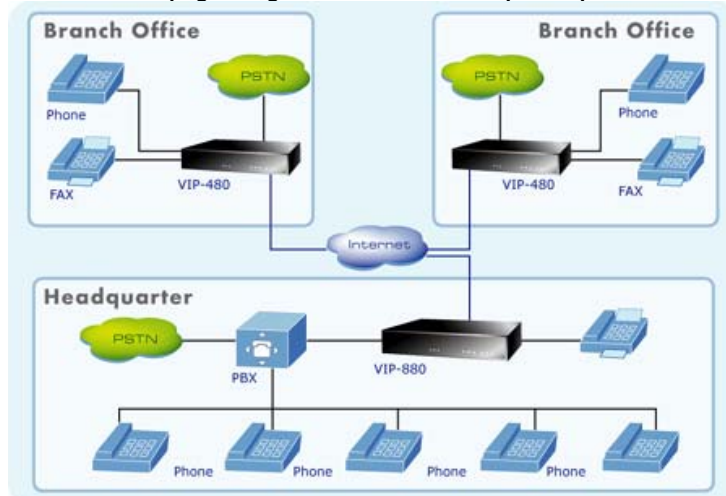 Branch Office
PSTN
Phone
VIP-480
FAX
Branch Office
PSTN
Phone
VIP-480
FAX
Internet
Headquarter
PSTN
PBX
VIP-880
Phone
Phone
Phone
Phone